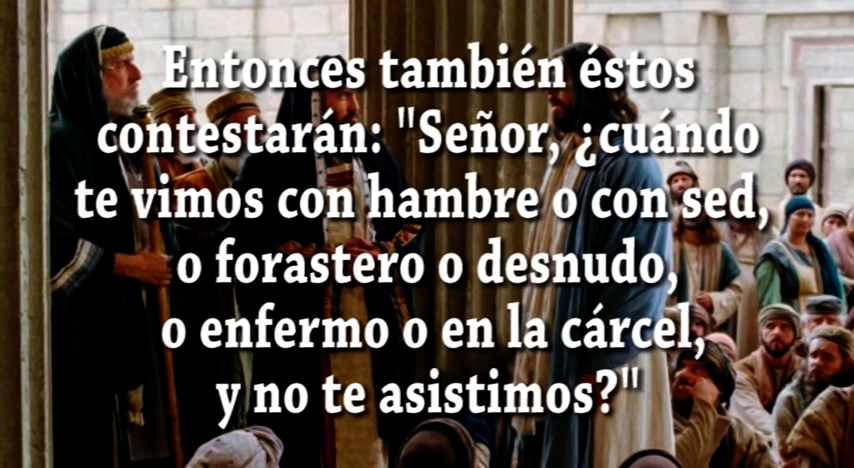 Entonces también éstos
contestarán: "Señor, ¿cuándo
te vimos con hambre o con sed,
o forastero o desnudo,
o enfermo o en la cárcel,
y no te asistimos?"